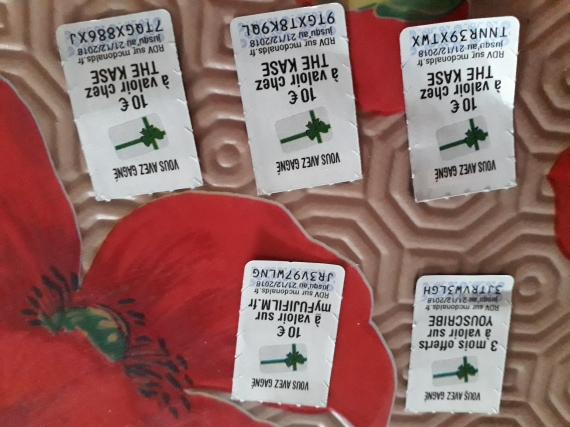 VOUS AVEZ GAGNÉ
10 €
à valoir chez
THE KASE
jusqu'au 21/12/2018
RDV sur mcdonalds.fr
7TQGX886KJ
VOUS AVEZ GAGNÉ
10 €
à valoir chez
THE KASE
jusqu'au 21/12/2018
RDV sur mcdonalds.fr
9T6XT8K9QL
VOUS AVEZ GAGNÉ
10 €
à valoir chez
THE KASE
RDV sur mcdonalds.fr
jusqu'au 21/12/2018
TNNR39XTWX
VOUS AVEZ GAGNÉ
10 €
à valoir sur
myFUJIFILM.fr
RDV sur mcdonalds.fr
jusqu'au 21/12/2018
JR3V97WLNG
VOUS AVEZ GAGNÉ
3 mois offerts
à valoir sur
YOUSCRIBE
RDV sur mcdonalds.fr
jusqu'au 21/12/2018
3JTRVW3LGH